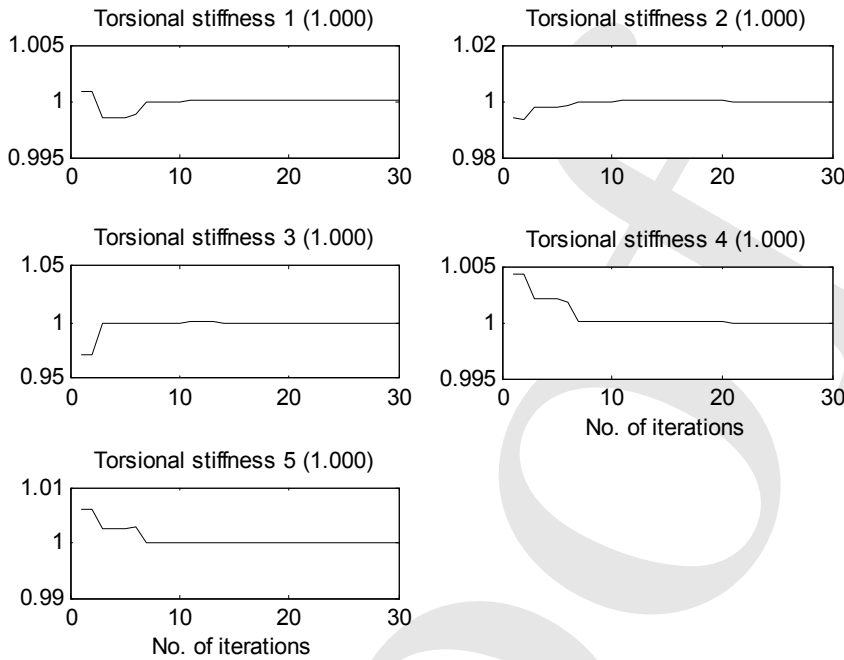 Torsional stiffness 1 (1.000)
1.005
1
0.995
0 10 20 30
Torsional stiffness 2 (1.000)
1.02
1
0.98
0 10 20 30
Torsional stiffness 3 (1.000)
1.05
1
0.95
0 10 20 30
Torsional stiffness 4 (1.000)
1.005
1
0.995
0 10 20 30
No. of iterations
Torsional stiffness 5 (1.000)
1.01
1
0.99
0 10 20 30
No. of iterations